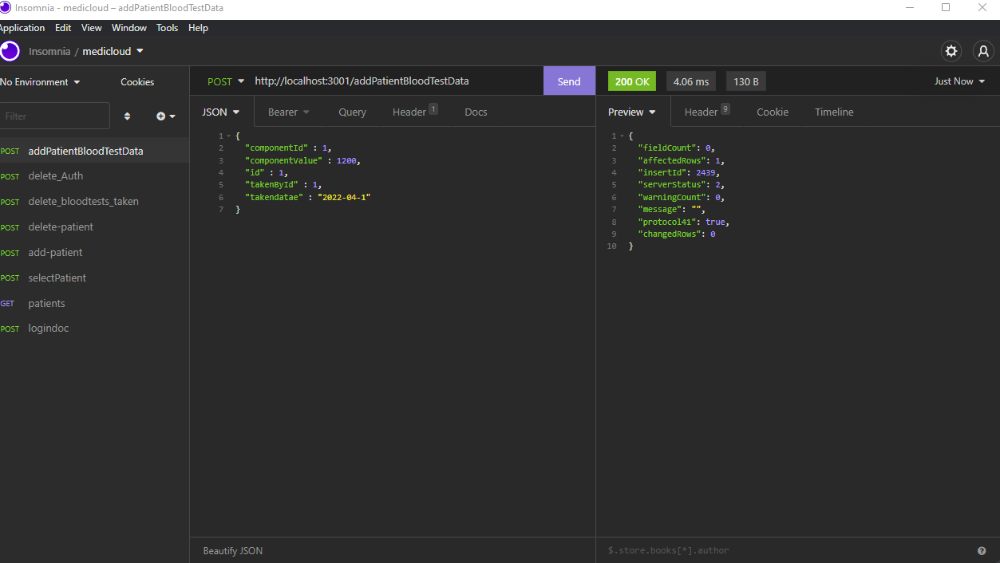 Insomnia - medicloud – addPatientBloodTestData
Application Edit View Window Tools Help
Insomnia / medicloud
No Environment
Cookies
Filter
POST addPatientBloodTestData
POST delete_Auth
POST delete_bloodtests_taken
POST delete-patient
POST add-patient
POST selectPatient
GET patients
POST logindoc
POST http://localhost:3001/addPatientBloodTestData Send
JSON Bearer Query Header 1 Docs
1 {
2 "componentId" : 1,
3 "componentValue" : 1200,
4 "id" : 1,
5 "takenById" : 1,
6 "takendatae" : "2022-04-1"
7 }
Beautify JSON
200 OK 4.06 ms 130 B Just Now
Preview Header 9 Cookie Timeline
1 {
2 "fieldCount": 0,
3 "affectedRows": 1,
4 "insertId": 2439,
5 "serverStatus": 2,
6 "warningCount": 0,
7 "message": "",
8 "protocol41": true,
9 "changedRows": 0
10 }
$.store.books[*].author